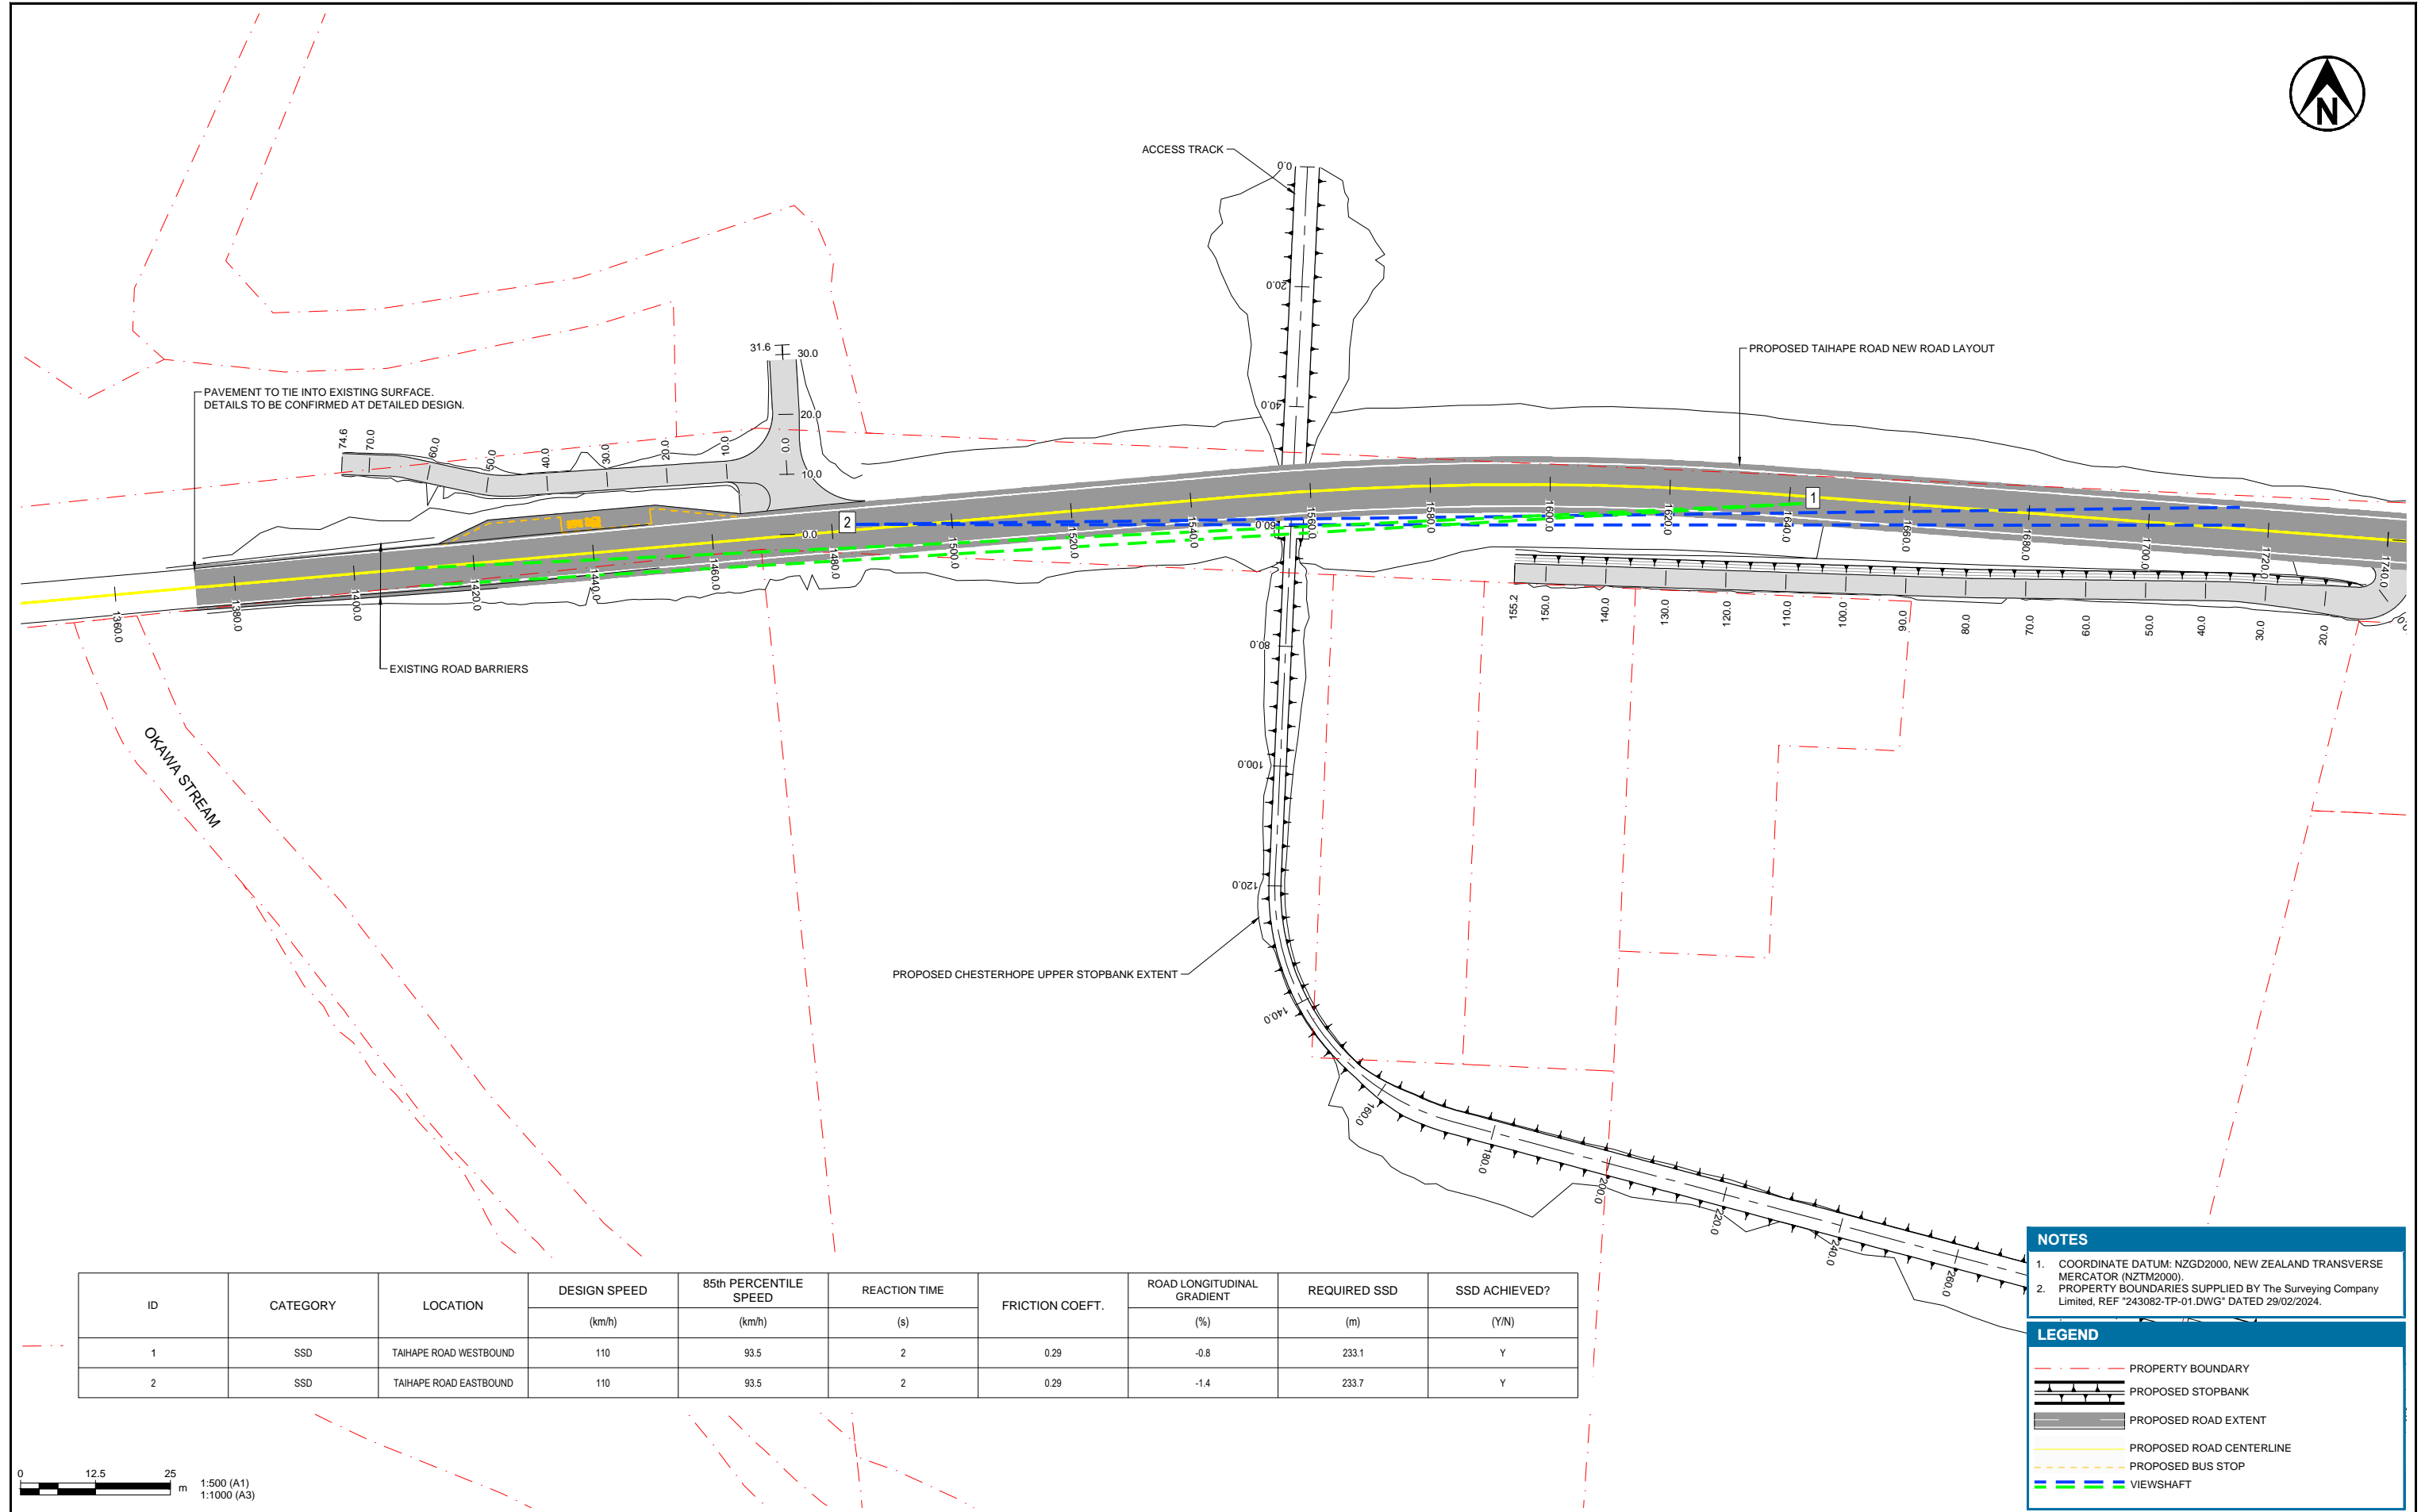 N
ACCESS TRACK
0.0
20.0
40.0
60.0
80.0
100.0
120.0
140.0
160.0
180.0
200.0
220.0
240.0
260.0
PROPOSED TAIHAPE ROAD NEW ROAD LAYOUT
31.6
30.0
20.0
10.0
0.0
0.0
PAVEMENT TO TIE INTO EXISTING SURFACE.
DETAILS TO BE CONFIRMED AT DETAILED DESIGN.
74.6
70.0
60.0
50.0
40.0
30.0
20.0
10.0
2
1
1360.0
1380.0
1400.0
1420.0
1440.0
1460.0
1480.0
1500.0
1520.0
1540.0
1560.0
1580.0
1600.0
1620.0
1640.0
1660.0
1680.0
1700.0
1720.0
1740.0
155.2
150.0
140.0
130.0
120.0
110.0
100.0
90.0
80.0
70.0
60.0
50.0
40.0
30.0
20.0
EXISTING ROAD BARRIERS
OKAWA STREAM
PROPOSED CHESTERHOPE UPPER STOPBANK EXTENT
ID CATEGORY LOCATION DESIGN SPEED (km/h) 85th PERCENTILE SPEED (km/h) REACTION TIME (s) FRICTION COEFT. ROAD LONGITUDINAL GRADIENT (%) REQUIRED SSD (m) SSD ACHIEVED? (Y/N)
1 SSD TAIHAPE ROAD WESTBOUND 110 93.5 2 0.29 -0.8 233.1 Y
2 SSD TAIHAPE ROAD EASTBOUND 110 93.5 2 0.29 -1.4 233.7 Y
NOTES
1. COORDINATE DATUM: NZGD2000, NEW ZEALAND TRANSVERSE
MERCATOR (NZTM2000).
2. PROPERTY BOUNDARIES SUPPLIED BY The Surveying Company
Limited, REF "243082-TP-01.DWG" DATED 29/02/2024.
LEGEND
PROPERTY BOUNDARY
PROPOSED STOPBANK
PROPOSED ROAD EXTENT
PROPOSED ROAD CENTERLINE
PROPOSED BUS STOP
VIEWSHAFT
0 12.5 25
m
1:500 (A1)
1:1000 (A3)